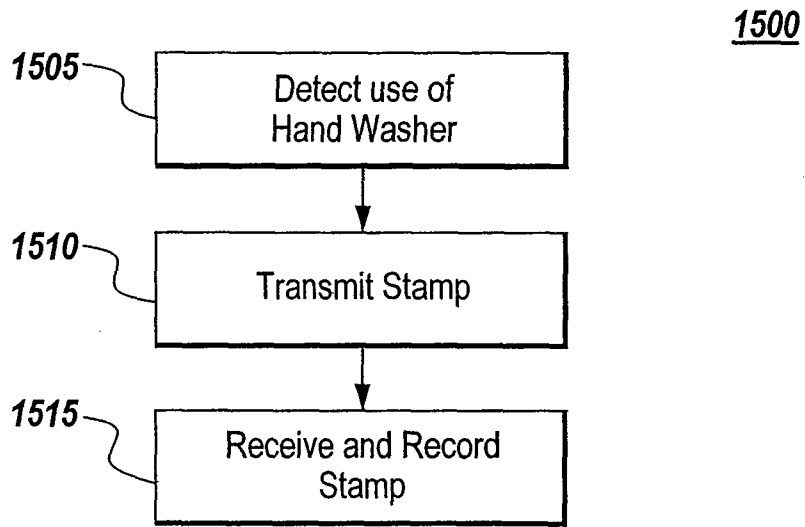 1500
1505
Detect use of
Hand Washer
1510
Transmit Stamp
1515
Receive and Record
Stamp